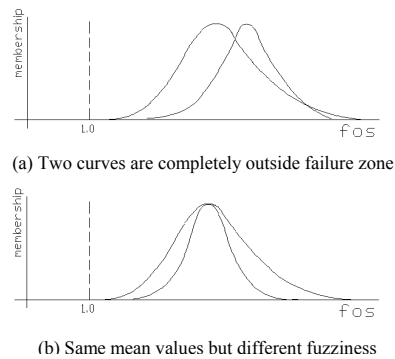 membership
1.0
fos
(a) Two curves are completely outside failure zone
membership
1.0
fos
(b) Same mean values but different fuzziness